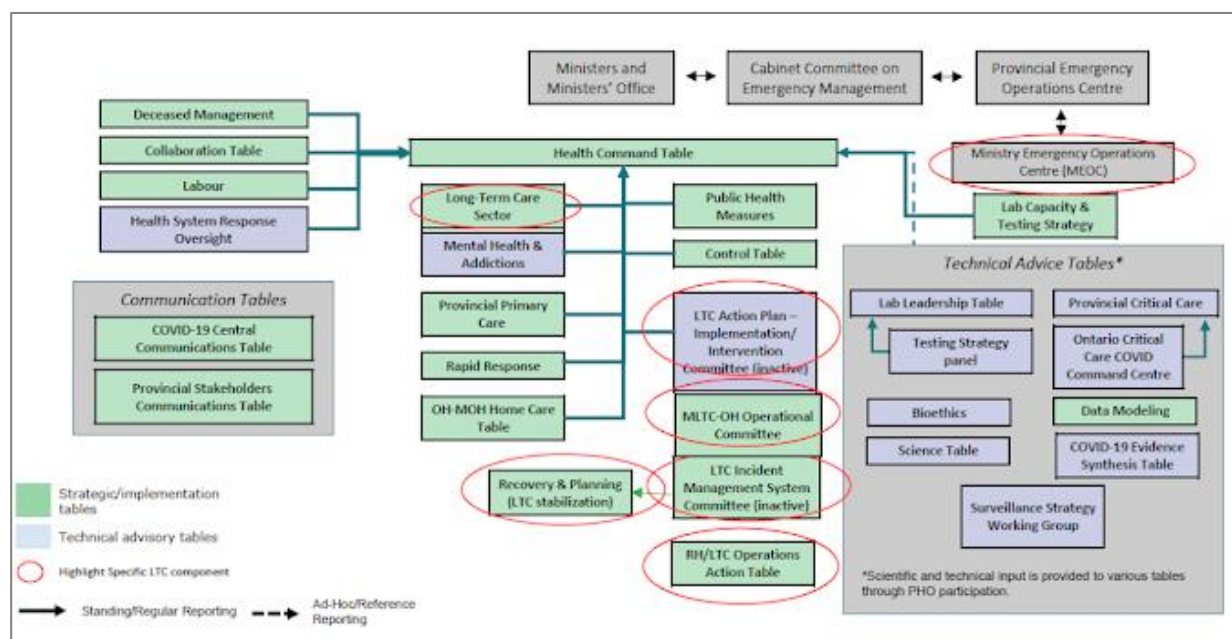 Ministers and
Ministers' Office
Cabinet Committee on
Emergency Management
Provincial Emergency
Operations Centre
Deceased Management
Collaboration Table
Labour
Health System Response
Oversight
Health Command Table
Ministry Emergency Operations
Centre (MEOC)
Lab Capacity &
Testing Strategy
Long-Term Care
Sector
Mental Health &
Addictions
Provincial Primary
Care
Rapid Response
OH-MOH Home Care
Table
Public Health
Measures
Control Table
LTC Action Plan –
Implementation/
Intervention
Committee (inactive)
MLTC-OH Operational
Committee
LTC Incident
Management System
Committee (inactive)
Recovery & Planning
(LTC stabilization)
RH/LTC Operations
Action Table
Communication Tables
COVID-19 Central
Communications Table
Provincial Stakeholders
Communications Table
Technical Advice Tables*
Lab Leadership Table
Testing Strategy
panel
Provincial Critical Care
Ontario Critical
Care COVID
Command Centre
Bioethics
Data Modeling
Science Table
COVID-19 Evidence
Synthesis Table
Surveillance Strategy
Working Group
*Scientific and technical input is provided to various tables
through PHO participation.
Strategic/implementation
tables
Technical advisory tables
Highlight Specific LTC component
Standing/Regular Reporting
Ad-Hoc/Reference
Reporting